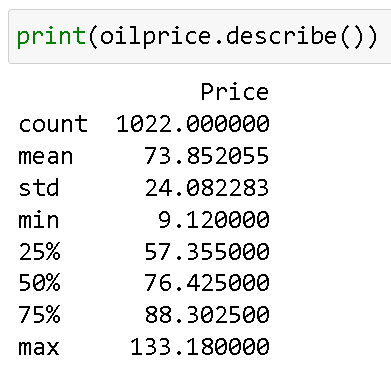 print(oilprice.describe())
Price
count 1022.000000
mean 73.852055
std 24.082283
min 9.120000
25% 57.355000
50% 76.425000
75% 88.302500
max 133.180000